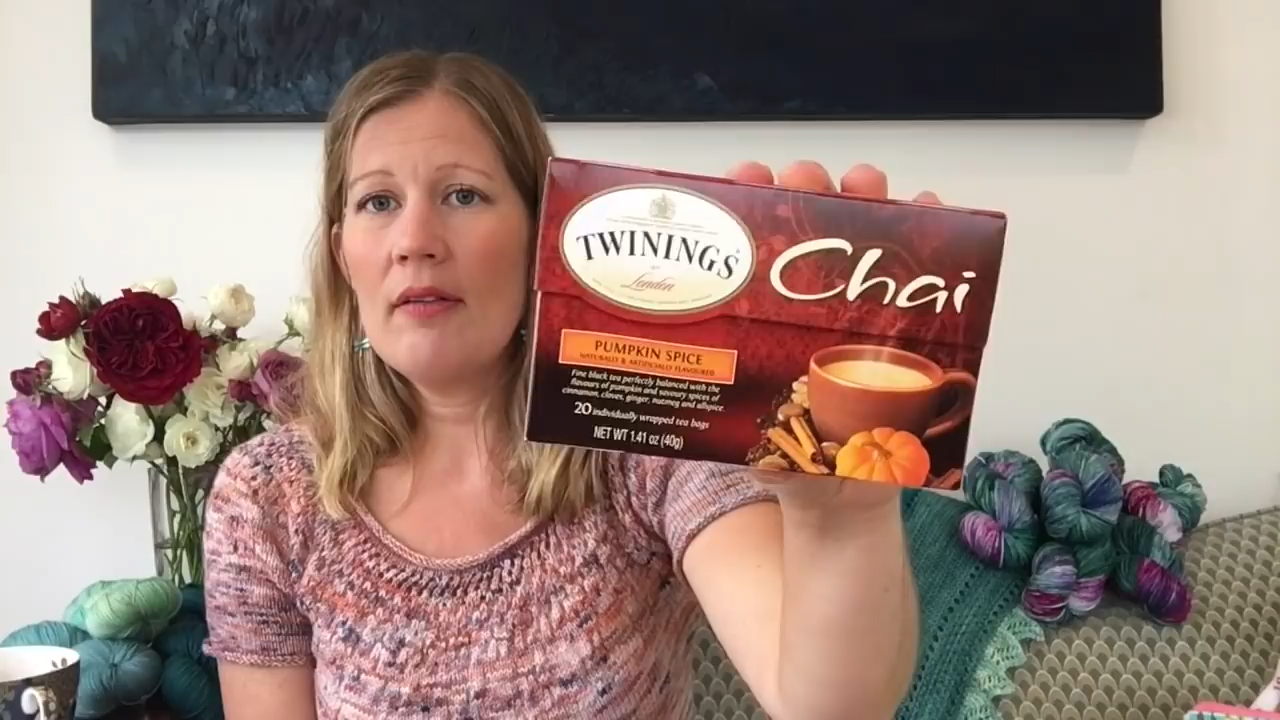 TWININGS
OF
London
Chai
PUMPKIN SPICE
NATURALLY & ARTIFICIALLY FLAVOURED
Fine black tea perfectly balanced with the
flavours of pumpkin and savoury spices of
cinnamon, cloves, ginger, nutmeg and allspice.
20 individually wrapped tea bags
NET WT 1.41 oz (40g)